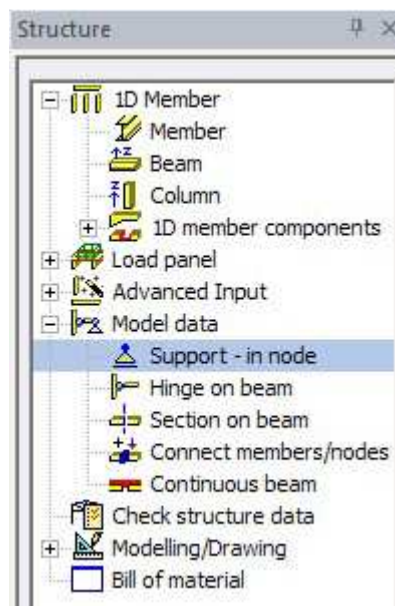 Structure
1D Member
Member
Beam
Column
1D member components
Load panel
Advanced Input
Model data
Support - in node
Hinge on beam
Section on beam
Connect members/nodes
Continuous beam
Check structure data
Modelling/Drawing
Bill of material